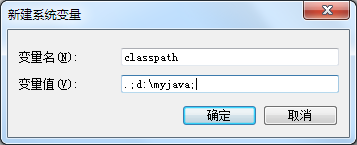 新建系统变量
变量名(N): classpath
变量值(V): .;d:\myjava;
确定 取消